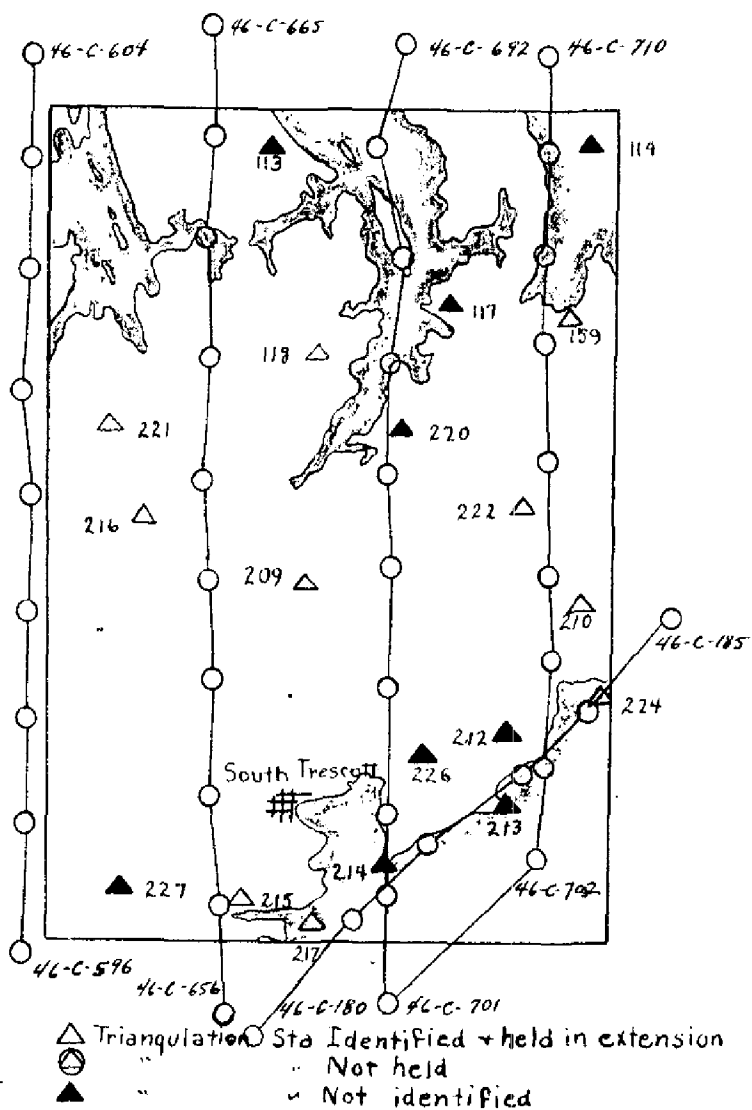 46-C-604
46-C-665
46-C-692
46-C-710
113
114
117
159
118
221
220
216
222
209
210
46-C-185
224
212
226
South Trescott
213
214
227
215
217
46-C-702
46-C-596
46-C-656
46-C-180
46-C-701
Triangulation Sta Identified + held in extension
" " Not held
" " Not identified